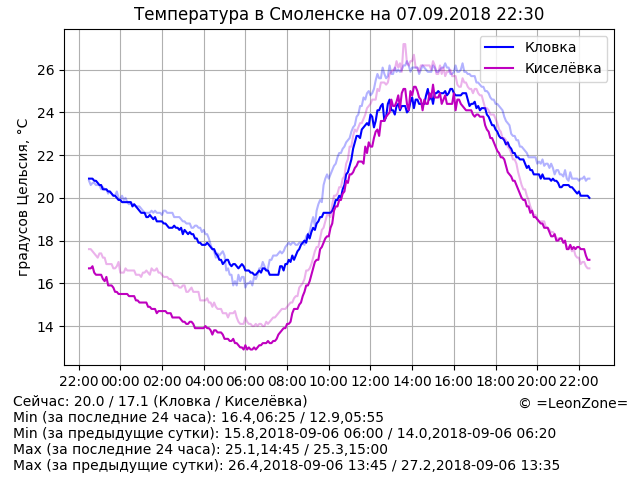 Температура в Смоленске на 07.09.2018 22:30
градусов Цельсия, °C
26
24
22
20
18
16
14
Кловка
Киселёвка
22:00 00:00 02:00 04:00 06:00 08:00 10:00 12:00 14:00 16:00 18:00 20:00 22:00
Сейчас: 20.0 / 17.1 (Кловка / Киселёвка)
© =LeonZone=
Min (за последние 24 часа): 16.4,06:25 / 12.9,05:55
Min (за предыдущие сутки): 15.8,2018-09-06 06:00 / 14.0,2018-09-06 06:20
Max (за последние 24 часа): 25.1,14:45 / 25.3,15:00
Max (за предыдущие сутки): 26.4,2018-09-06 13:45 / 27.2,2018-09-06 13:35